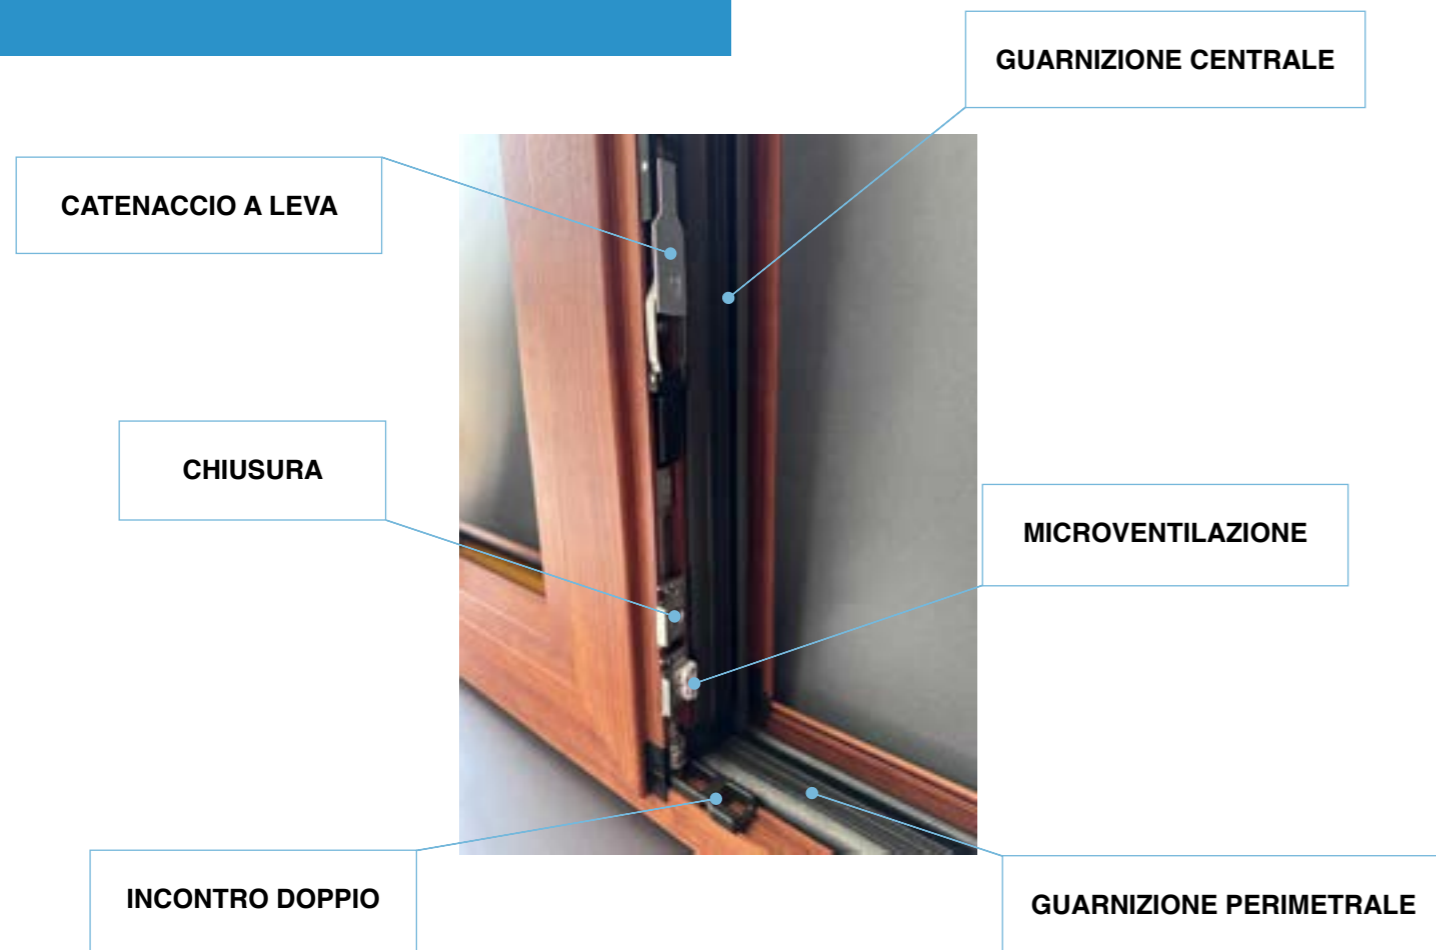 GUARNIZIONE CENTRALE
CATENACCIO A LEVA
CHIUSURA
MICROVENTILAZIONE
INCONTRO DOPPIO
GUARNIZIONE PERIMETRALE